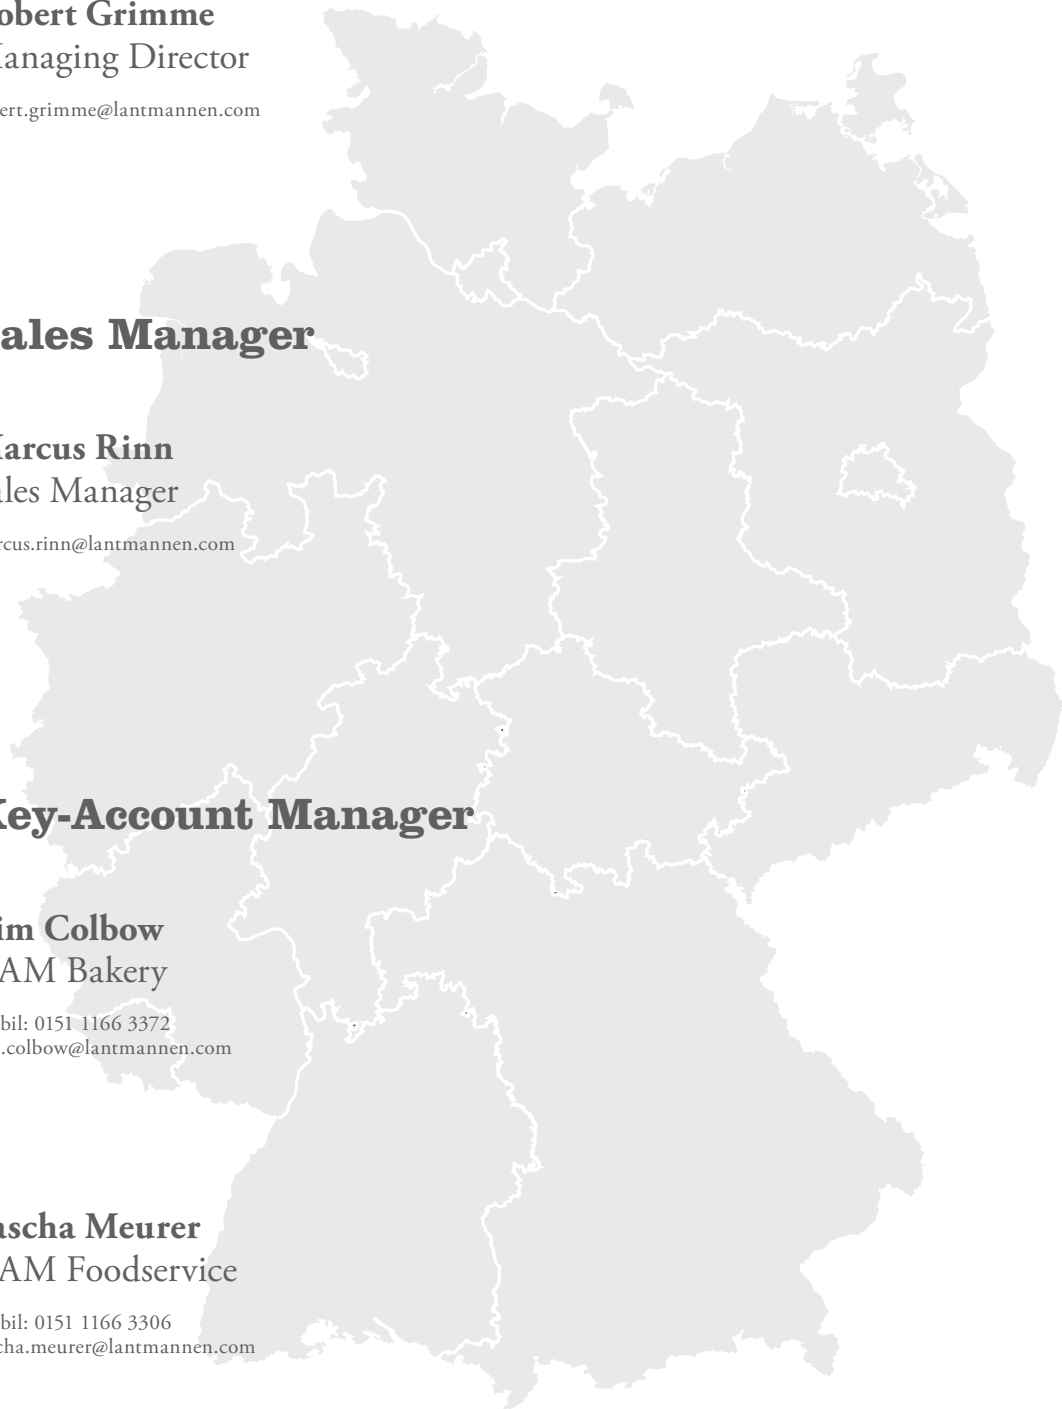 obert Grimme
anaging Director
ert.grimme@lantmannen.com
ales Manager
arcus Rinn
ales Manager
rcus.rinn@lantmannen.com
Key-Account Manager
im Colbow
AM Bakery
bil: 0151 1166 3372
.colbow@lantmannen.com
ascha Meurer
AM Foodservice
bil: 0151 1166 3306
cha.meurer@lantmannen.com